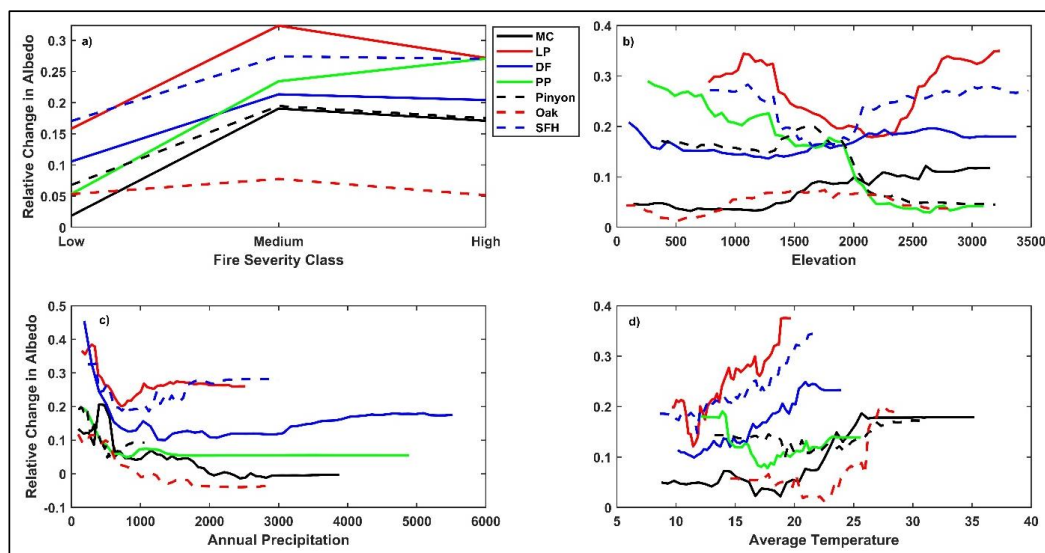 a)
Relative Change in Albedo
0.3
0.25
0.2
0.15
0.1
0.05
0
Low
Medium
High
Fire Severity Class
MC
LP
DF
PP
Pinyon
Oak
SFH
b)
0.4
0.3
0.2
0.1
0
0
500
1000
1500
2000
2500
3000
3500
Elevation
c)
Relative Change in Albedo
0.5
0.4
0.3
0.2
0.1
0
-0.1
0
1000
2000
3000
4000
5000
6000
Annual Precipitation
d)
0.4
0.3
0.2
0.1
0
5
10
15
20
25
30
35
40
Average Temperature